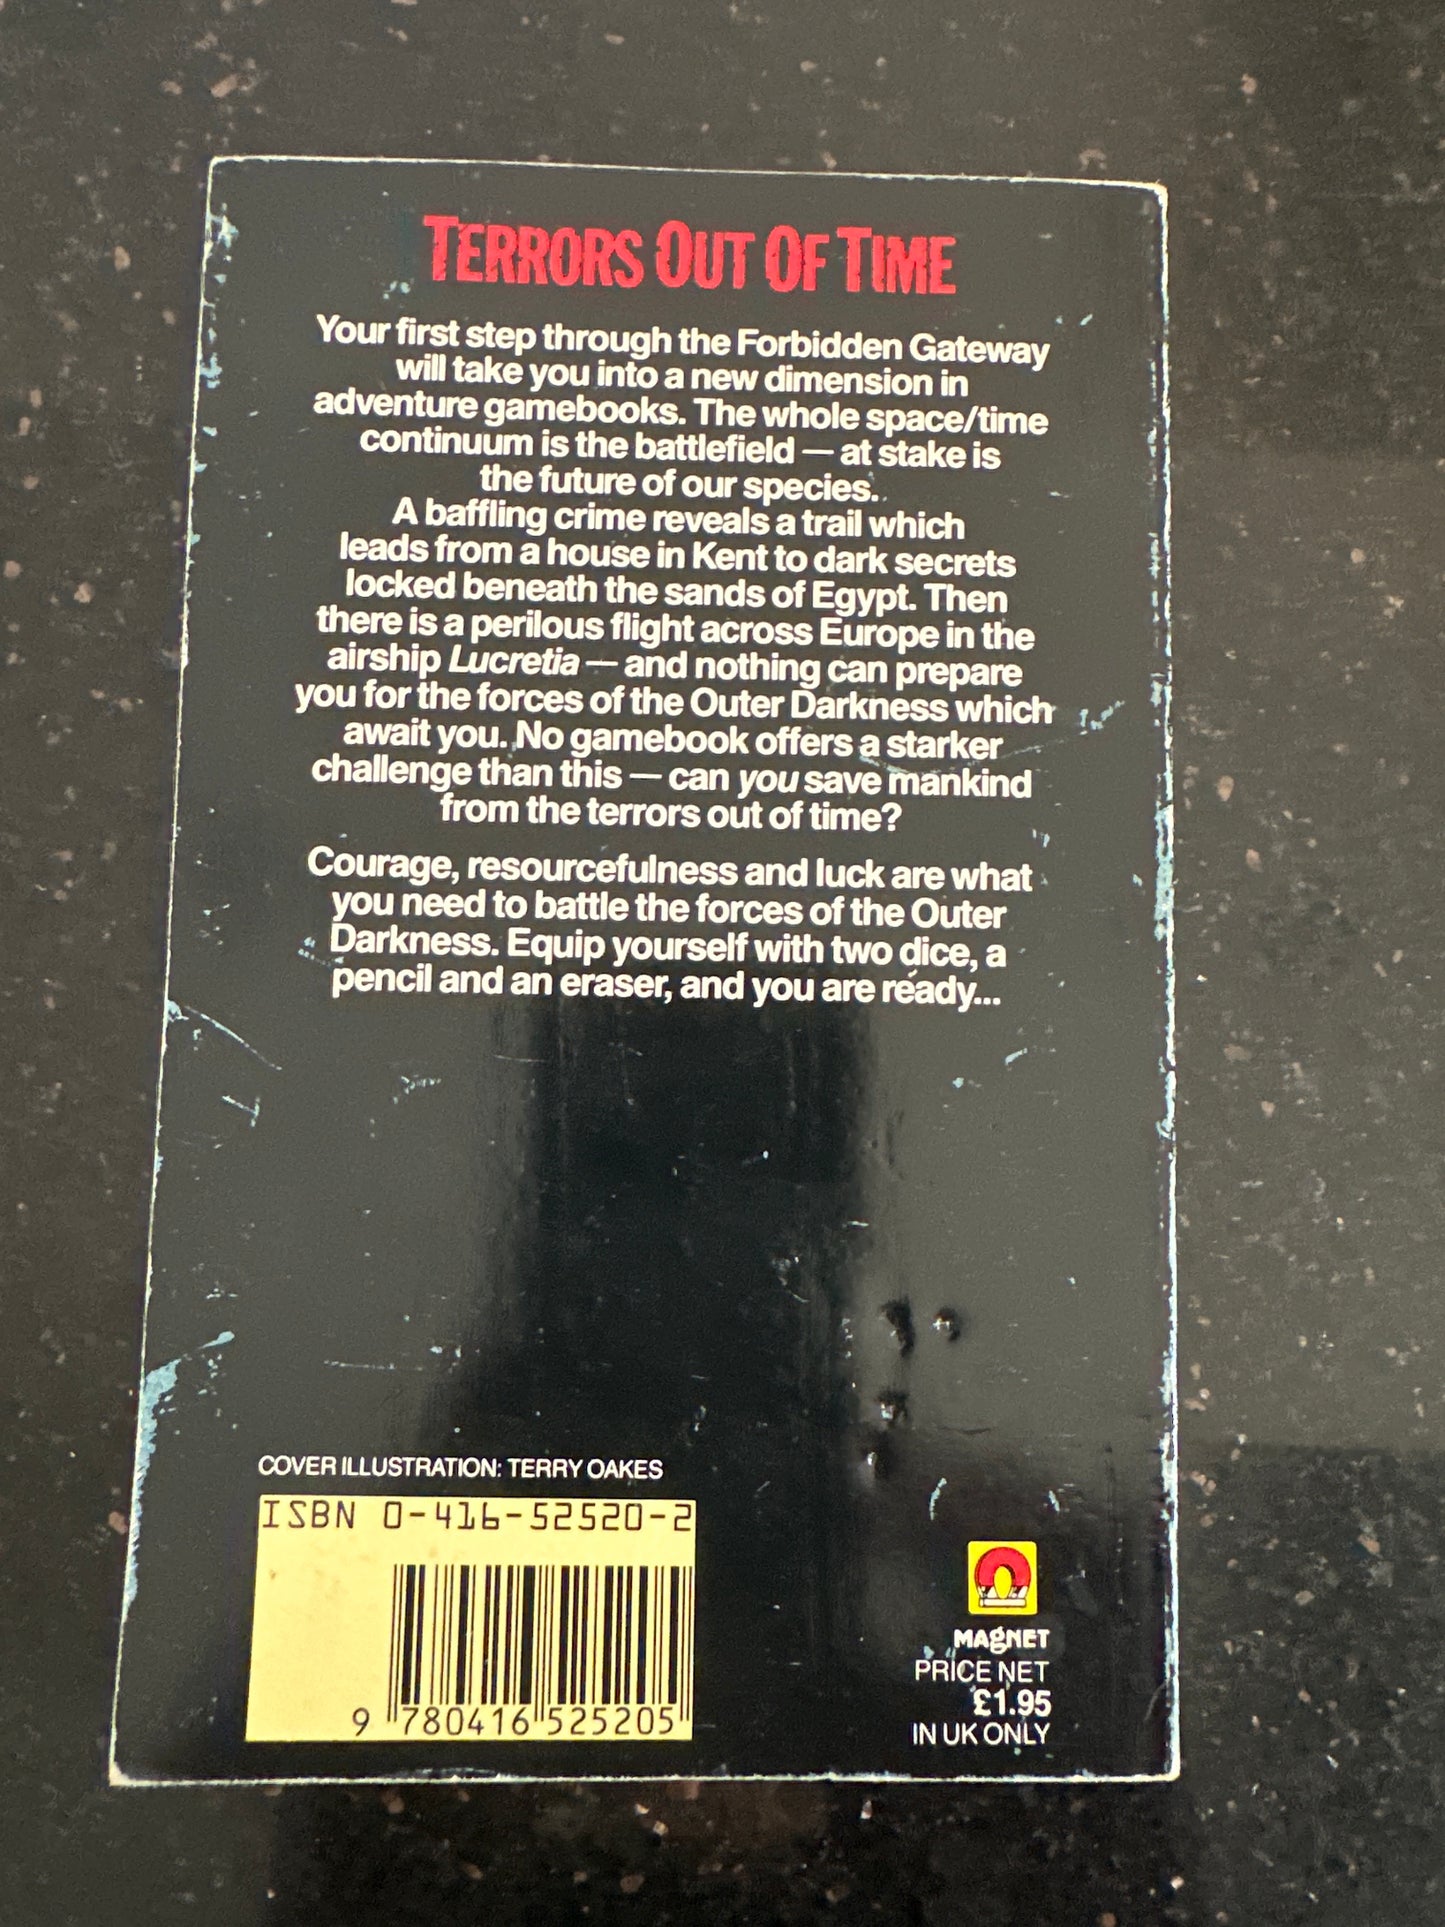 TERRORS OUT OF TIME
Your first step through the Forbidden Gateway
will take you into a new dimension in
adventure gamebooks. The whole space/time
continuum is the battlefield — at stake is
the future of our species.
A baffling crime reveals a trail which
leads from a house in Kent to dark secrets
locked beneath the sands of Egypt. Then
there is a perilous flight across Europe in the
airship Lucretia — and nothing can prepare
you for the forces of the Outer Darkness which
await you. No gamebook offers a starker
challenge than this — can you save mankind
from the terrors out of time?
Courage, resourcefulness and luck are what
you need to battle the forces of the Outer
Darkness. Equip yourself with two dice, a
pencil and an eraser, and you are ready...
COVER ILLUSTRATION: TERRY OAKES
ISBN 0-416-52520-2
9 780416 525205
MAGNET
PRICE NET
£1.95
IN UK ONLY